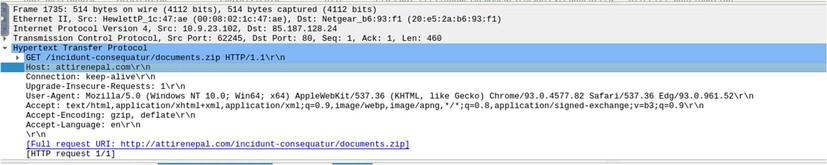 Frame 1735: 514 bytes on wire (4112 bits), 514 bytes captured (4112 bits)
Ethernet II, Src: HewlettP_1c:47:ae (00:08:02:1c:47:ae), Dst: Netgear_b6:93:f1 (20:e5:2a:b6:93:f1)
Internet Protocol Version 4, Src: 10.9.23.102, Dst: 85.187.128.24
Transmission Control Protocol, Src Port: 62245, Dst Port: 80, Seq: 1, Ack: 1, Len: 460
Hypertext Transfer Protocol
GET /incidunt-consequatur/documents.zip HTTP/1.1\r\n
Host: attirenepal.com\r\n
Connection: keep-alive\r\n
Upgrade-Insecure-Requests: 1\r\n
User-Agent: Mozilla/5.0 (Windows NT 10.0; Win64; x64) AppleWebKit/537.36 (KHTML, like Gecko) Chrome/93.0.4577.82 Safari/537.36 Edg/93.0.961.52\r\n
Accept: text/html,application/xhtml+xml,application/xml;q=0.9,image/webp,image/apng,*/*;q=0.8,application/signed-exchange;v=b3;q=0.9\r\n
Accept-Encoding: gzip, deflate\r\n
Accept-Language: en\r\n
\r\n
[Full request URI: http://attirenepal.com/incidunt-consequatur/documents.zip]
[HTTP request 1/1]